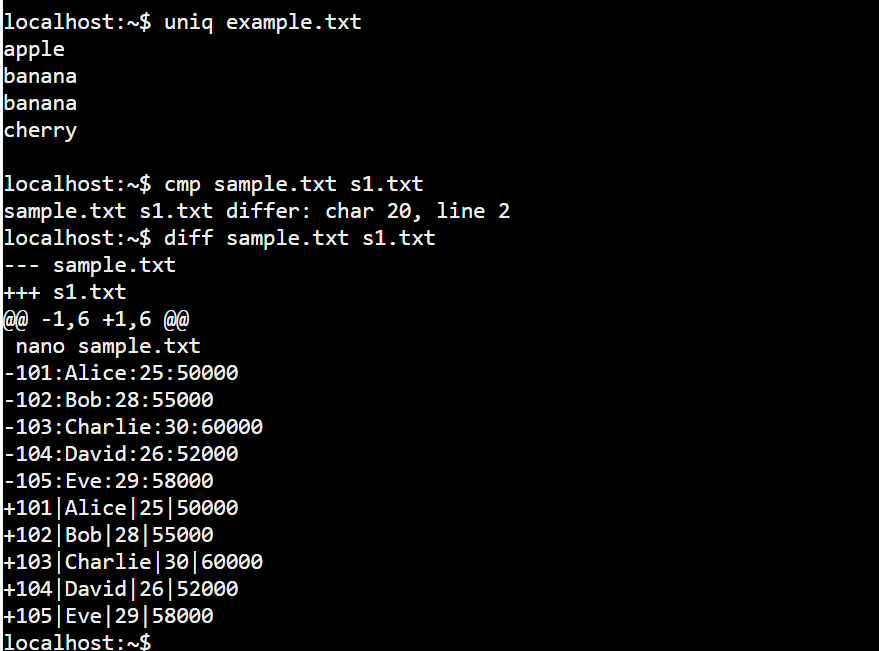 localhost:~$ uniq example.txt
apple
banana
banana
cherry

localhost:~$ cmp sample.txt s1.txt
sample.txt s1.txt differ: char 20, line 2
localhost:~$ diff sample.txt s1.txt
--- sample.txt
+++ s1.txt
@@ -1,6 +1,6 @@
 nano sample.txt
-101:Alice:25:50000
-102:Bob:28:55000
-103:Charlie:30:60000
-104:David:26:52000
-105:Eve:29:58000
+101|Alice|25|50000
+102|Bob|28|55000
+103|Charlie|30|60000
+104|David|26|52000
+105|Eve|29|58000
localhost:~$